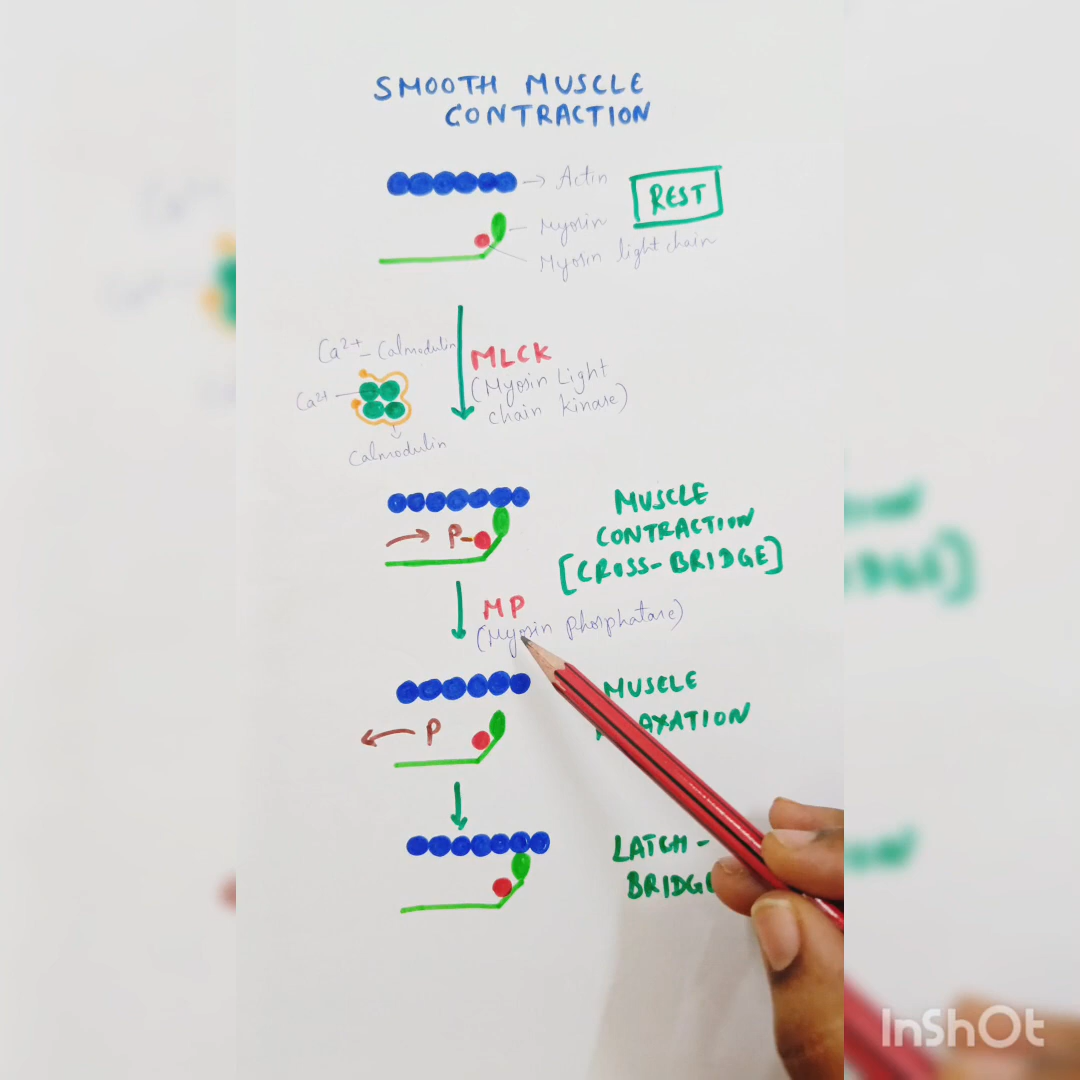 SMOOTH MUSCLE
CONTRACTION
Actin
REST
Myosin
Myosin light chain
Ca2+ - Calmodulin
MLCK
(Myosin Light
chain kinase)
Ca2+
Calmodulin
MUSCLE
CONTRACTION
[CROSS-BRIDGE]
P-
MP
(Myosin phosphatase)
MUSCLE
P
LATCH-
BRIDGE
InShOt